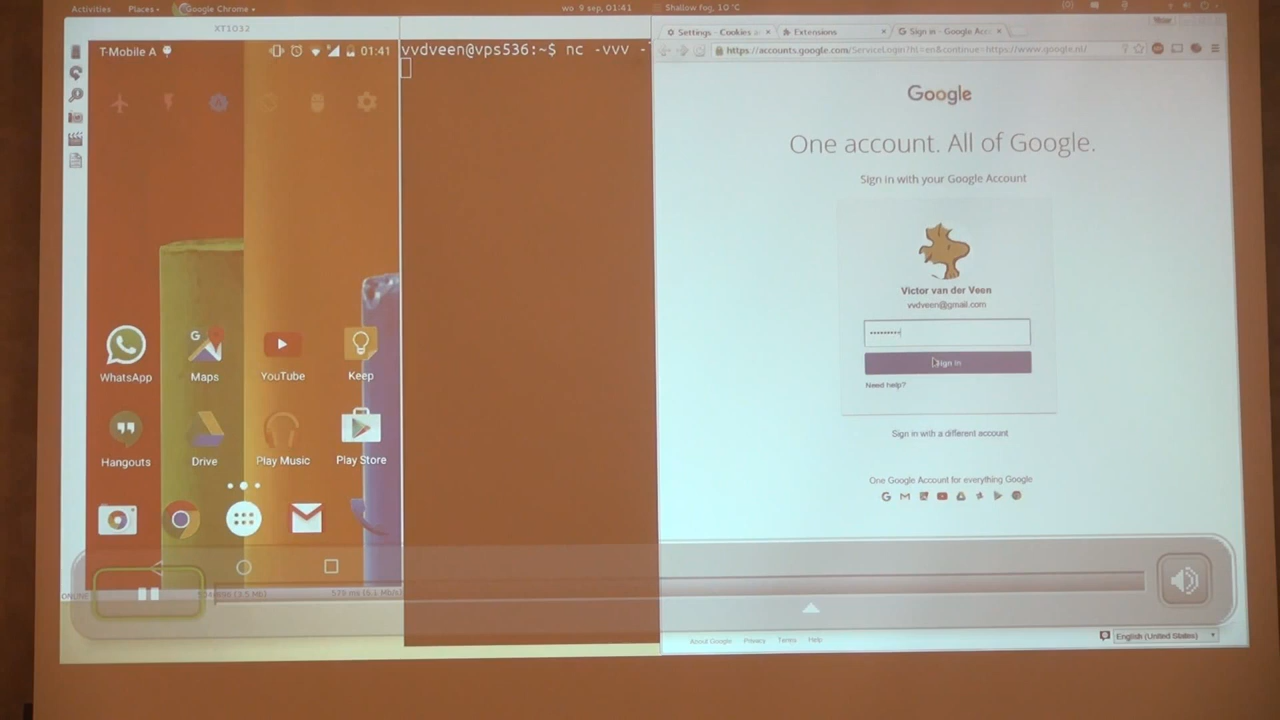 Activities Places Google Chrome wo 9 sep, 01:41 Shallow fog, 10 °C
XT1032
T-Mobile A 01:41
WhatsApp Maps YouTube Keep
Hangouts Drive Play Music Play Store
ONLINE
vvdveen@vps536:~$ nc -vvv -
Settings - Cookies Extensions Sign in - Google Acc
https://accounts.google.com/ServiceLogin?hl=en&continue=https://www.google.nl/
Google
One account. All of Google.
Sign in with your Google Account
Victor van der Veen
vvdveen@gmail.com
Sign in
Need help?
Sign in with a different account
One Google Account for everything Google
About Google Privacy Terms Help
English (United States)